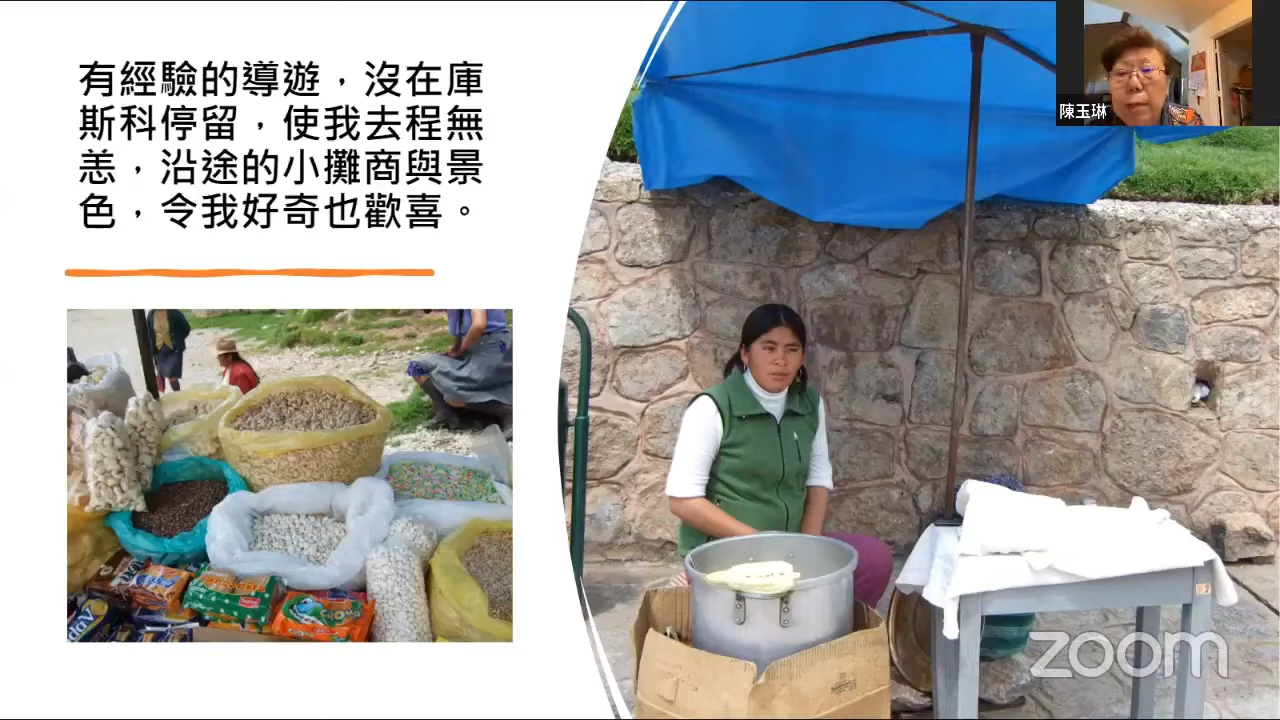 有經驗的導遊，沒在庫
斯科停留，使我去程無
恙，沿途的小攤商與景
色，令我好奇也歡喜。
陳玉琳
zoom